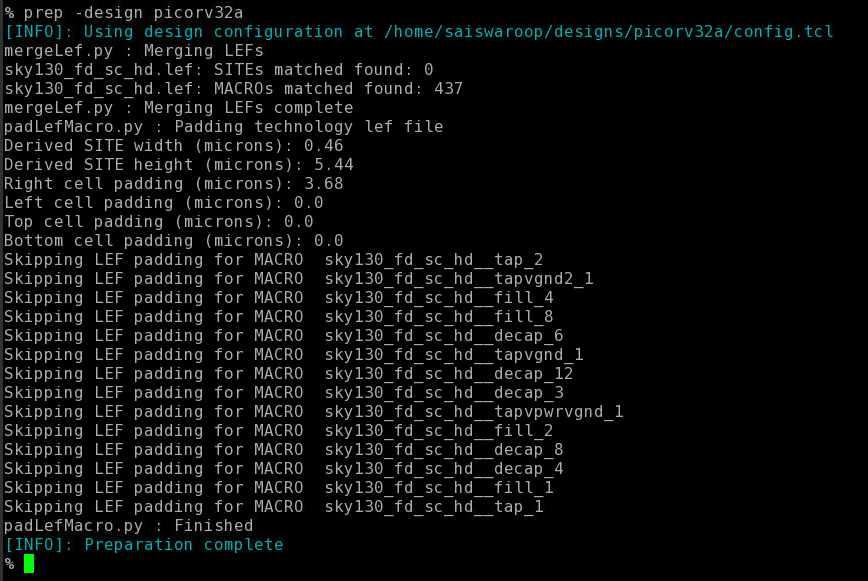 % prep -design picorv32a
[INFO]: Using design configuration at /home/saiswaroop/designs/picorv32a/config.tcl
mergeLef.py : Merging LEFs
sky130_fd_sc_hd.lef: SITEs matched found: 0
sky130_fd_sc_hd.lef: MACROs matched found: 437
mergeLef.py : Merging LEFs complete
padLefMacro.py : Padding technology lef file
Derived SITE width (microns): 0.46
Derived SITE height (microns): 5.44
Right cell padding (microns): 3.68
Left cell padding (microns): 0.0
Top cell padding (microns): 0.0
Bottom cell padding (microns): 0.0
Skipping LEF padding for MACRO  sky130_fd_sc_hd__tap_2
Skipping LEF padding for MACRO  sky130_fd_sc_hd__tapvgnd2_1
Skipping LEF padding for MACRO  sky130_fd_sc_hd__fill_4
Skipping LEF padding for MACRO  sky130_fd_sc_hd__fill_8
Skipping LEF padding for MACRO  sky130_fd_sc_hd__decap_6
Skipping LEF padding for MACRO  sky130_fd_sc_hd__tapvgnd_1
Skipping LEF padding for MACRO  sky130_fd_sc_hd__decap_12
Skipping LEF padding for MACRO  sky130_fd_sc_hd__decap_3
Skipping LEF padding for MACRO  sky130_fd_sc_hd__tapvpwrvgnd_1
Skipping LEF padding for MACRO  sky130_fd_sc_hd__fill_2
Skipping LEF padding for MACRO  sky130_fd_sc_hd__decap_8
Skipping LEF padding for MACRO  sky130_fd_sc_hd__decap_4
Skipping LEF padding for MACRO  sky130_fd_sc_hd__fill_1
Skipping LEF padding for MACRO  sky130_fd_sc_hd__tap_1
padLefMacro.py : Finished
[INFO]: Preparation complete
%